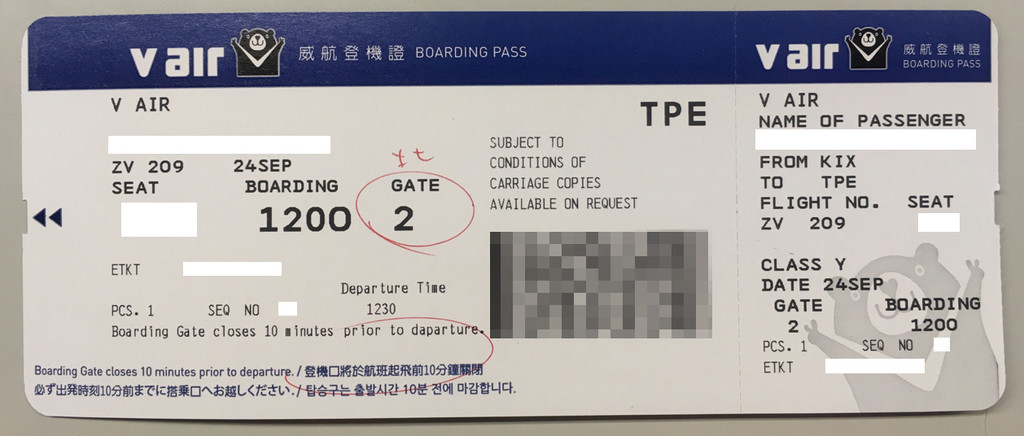 v air 威航登機證 BOARDING PASS
V AIR
TPE
ZV 209 24SEP
SEAT BOARDING GATE
1200 2
SUBJECT TO
CONDITIONS OF
CARRIAGE COPIES
AVAILABLE ON REQUEST
ETKT
Departure Time
PCS. 1 SEQ NO 1230
Boarding Gate closes 10 minutes prior to daparture.
Boarding Gate closes 10 minutes prior to departure. / 登機口將於航班起飛前10分鐘關閉
必ず出発時刻10分前までに搭乗口へお越しください. / 탑승구는 출발시간 10분 전에 마감합니다.
v air 威航登機證
BOARDING PASS
V AIR
NAME OF PASSENGER
FROM KIX
TO TPE
FLIGHT NO. SEAT
ZV 209
CLASS Y
DATE 24SEP
GATE BOARDING
2 1200
PCS. 1 SEQ NO
ETKT